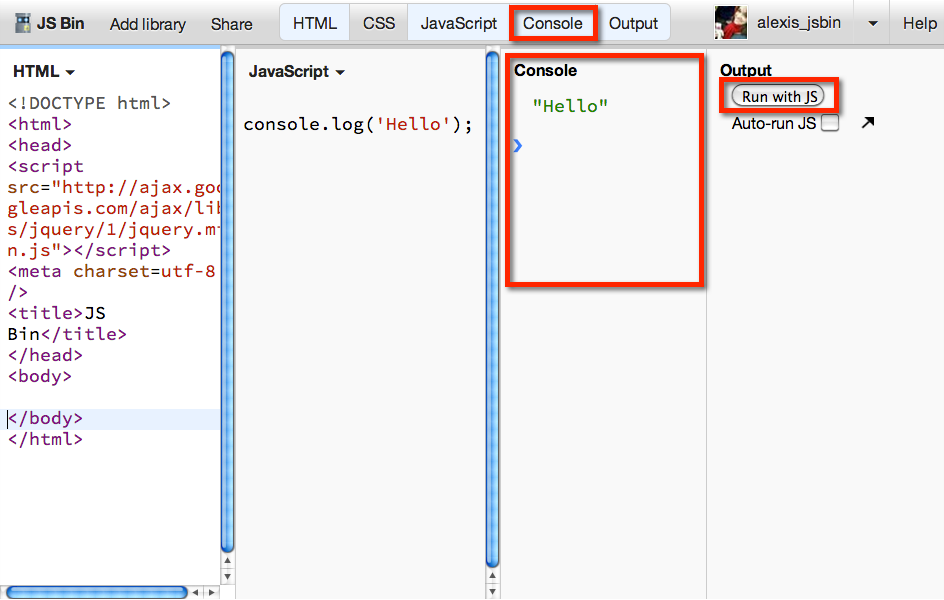 JS Bin Add library Share HTML CSS JavaScript Console Output alexis_jsbin Help
HTML
<!DOCTYPE html>
<html>
<head>
<script
src="http://ajax.goo
gleapis.com/ajax/lib
s/jquery/1/jquery.mi
n.js"></script>
<meta charset=utf-8
/>
<title>JS
Bin</title>
</head>
<body>
</body>
</html>
JavaScript
console.log('Hello');
Console
"Hello"
❯
Output
Run with JS
Auto-run JS